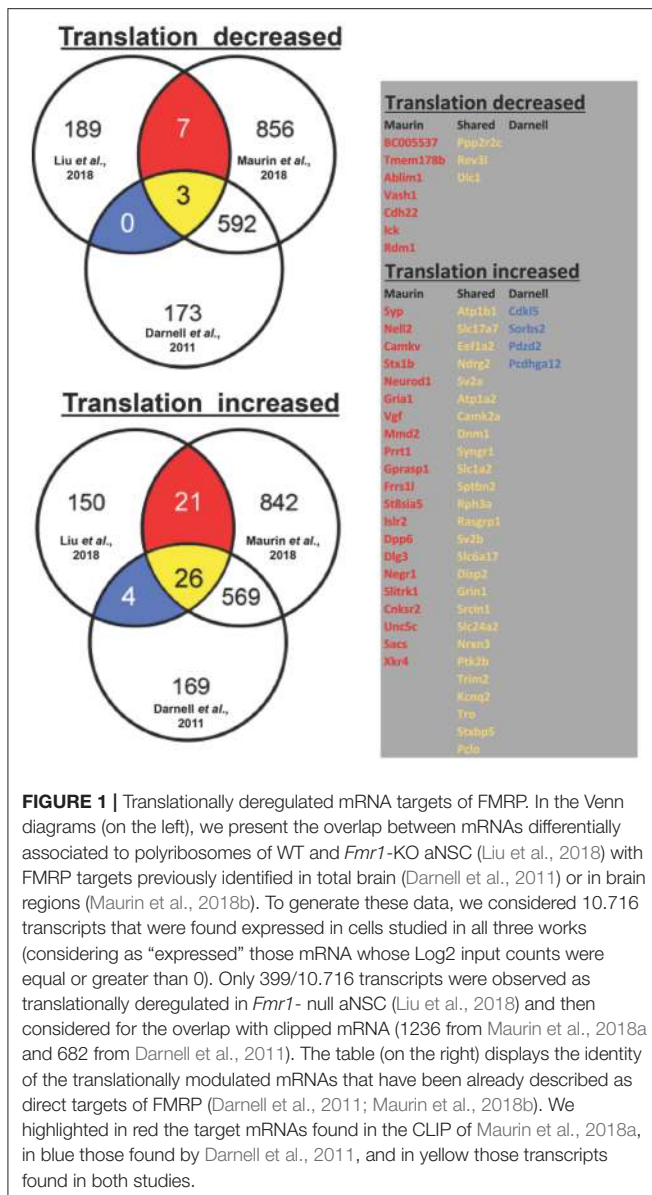 Translation decreased
189
Liu et al.,
2018
7
856
Maurin et al.,
2018
0
3
592
173
Darnell et al.,
2011
Translation increased
150
Liu et al.,
2018
21
842
Maurin et al.,
2018
4
26
569
169
Darnell et al.,
2011
Translation decreased
Maurin Shared Darnell
BC005537 Ppp2r2c
Tmem178b Rev3l
Ablim1 Dlc1
Vash1
Cdh22
Ick
Rdm1
Translation increased
Maurin Shared Darnell
Syp Atp1b1 Cdkl5
Nell2 Slc17a7 Sorbs2
Camkv Eef1a2 Pdzd2
Stx1b Ndrg2 Pcdhga12
Neurod1 Sv2a
Gria1 Atp1a2
Vgf Camk2a
Mmd2 Dnm1
Prrt1 Syngr1
Gprasp1 Slc1a2
Frrs1l Sptbn2
St8sia5 Rph3a
Islr2 Rasgrp1
Dpp6 Sv2b
Dlg3 Slc6a17
Negr1 Disp2
Slitrk1 Grin1
Cnksr2 Srcin1
Unc5c Slc24a2
Sacs Nrxn3
Xkr4 Ptk2b
Trim2
Kcnq2
Tro
Stxbp5
Pclo
FIGURE 1 | Translationally deregulated mRNA targets of FMRP. In the Venn
diagrams (on the left), we present the overlap between mRNAs differentially
associated to polyribosomes of WT and Fmr1-KO aNSC (Liu et al., 2018) with
FMRP targets previously identified in total brain (Darnell et al., 2011) or in brain
regions (Maurin et al., 2018b). To generate these data, we considered 10.716
transcripts that were found expressed in cells studied in all three works
(considering as “expressed” those mRNA whose Log2 input counts were
equal or greater than 0). Only 399/10.716 transcripts were observed as
translationally deregulated in Fmr1- null aNSC (Liu et al., 2018) and then
considered for the overlap with clipped mRNA (1236 from Maurin et al., 2018a
and 682 from Darnell et al., 2011). The table (on the right) displays the identity
of the translationally modulated mRNAs that have been already described as
direct targets of FMRP (Darnell et al., 2011; Maurin et al., 2018b). We
highlighted in red the target mRNAs found in the CLIP of Maurin et al., 2018a,
in blue those found by Darnell et al., 2011, and in yellow those transcripts
found in both studies.